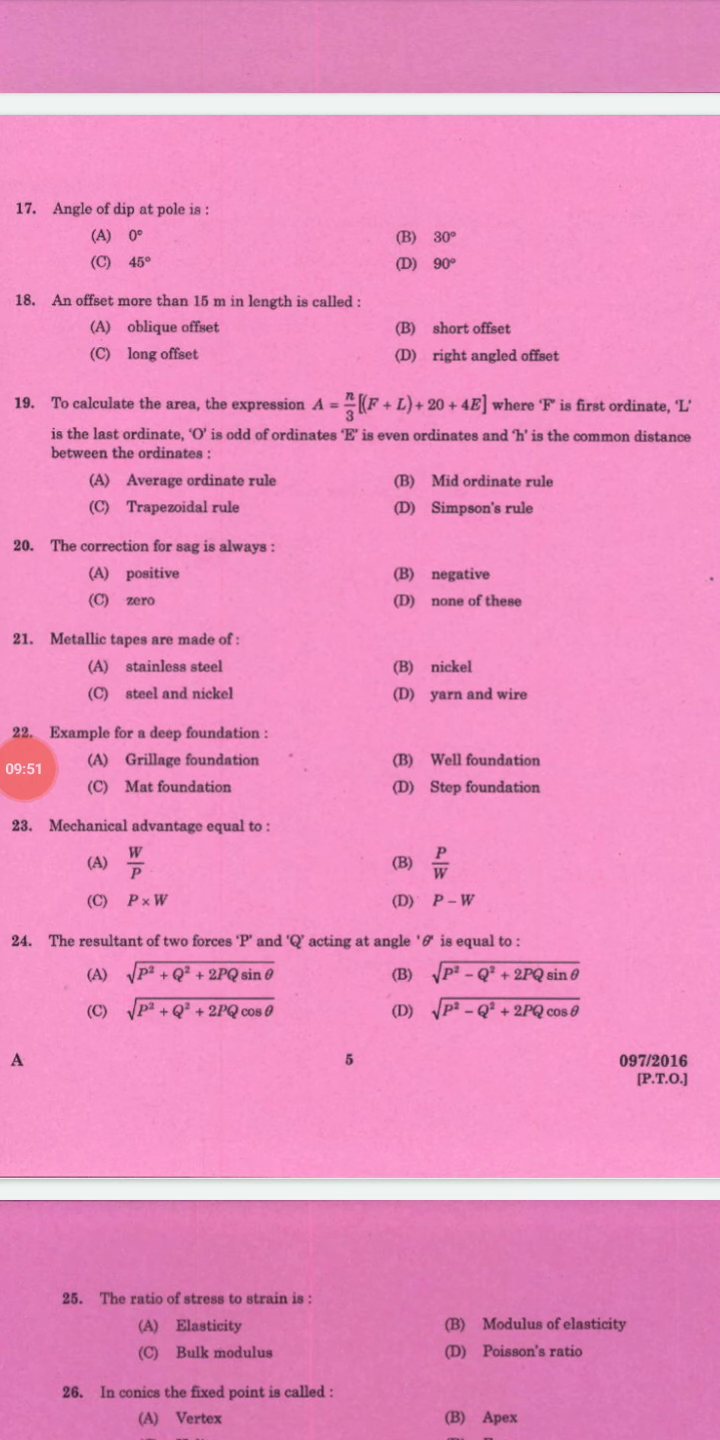 17. Angle of dip at pole is :
(A) 0° (B) 30°
(C) 45° (D) 90°
18. An offset more than 15 m in length is called :
(A) oblique offset (B) short offset
(C) long offset (D) right angled offset
19. To calculate the area, the expression A = n/3 [(F + L) + 20 + 4E] where 'F' is first ordinate, 'L'
is the last ordinate, 'O' is odd of ordinates 'E' is even ordinates and 'h' is the common distance
between the ordinates :
(A) Average ordinate rule (B) Mid ordinate rule
(C) Trapezoidal rule (D) Simpson's rule
20. The correction for sag is always :
(A) positive (B) negative
(C) zero (D) none of these
21. Metallic tapes are made of :
(A) stainless steel (B) nickel
(C) steel and nickel (D) yarn and wire
22. Example for a deep foundation :
09:51
(A) Grillage foundation (B) Well foundation
(C) Mat foundation (D) Step foundation
23. Mechanical advantage equal to :
(A) W/P (B) P/W
(C) P × W (D) P – W
24. The resultant of two forces 'P' and 'Q' acting at angle 'θ' is equal to :
(A) √(P² + Q² + 2PQ sin θ) (B) √(P² – Q² + 2PQ sin θ)
(C) √(P² + Q² + 2PQ cos θ) (D) √(P² – Q² + 2PQ cos θ)
A 5 097/2016
[P.T.O.]
25. The ratio of stress to strain is :
(A) Elasticity (B) Modulus of elasticity
(C) Bulk modulus (D) Poisson's ratio
26. In conics the fixed point is called :
(A) Vertex (B) Apex